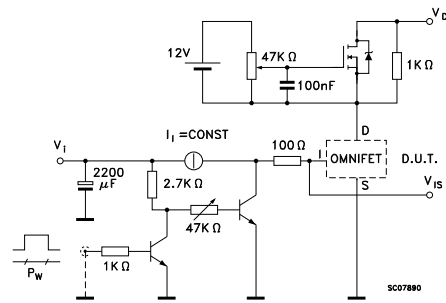 V_D
12V
47KΩ
100nF
1KΩ
I_I =CONST
V_i
2200
μF
2.7KΩ
100Ω
D
I
OMNIFET
D.U.T.
S
V_IS
47KΩ
1KΩ
P_W
SC07890